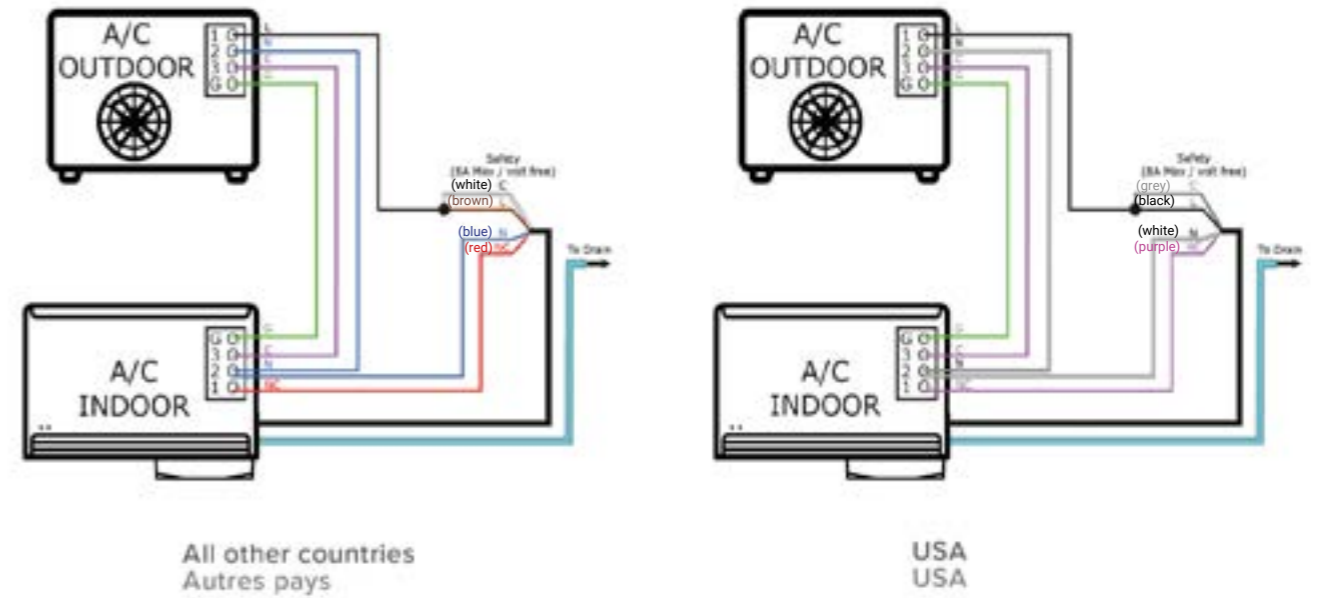 A/C
OUTDOOR
1
2
3
G
L
N
C
Safety
(8A Max / volt free)
(white) C
(brown) L
(blue) N
(red) NC
To Drain
G
3
2
1
C
N
NC
A/C
INDOOR
All other countries
Autres pays
A/C
OUTDOOR
1
2
3
G
L
N
C
Safety
(8A Max / volt free)
(grey) C
(black) L
(white) N
(purple)
To Drain
G
3
2
1
C
N
NC
A/C
INDOOR
USA
USA